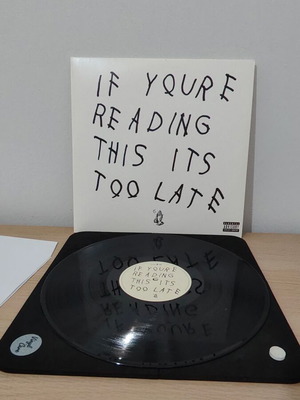 IF YOURE
READING
THIS ITS
TOO LATE
IF YOURE
READING
THIS ITS
TOO LATE